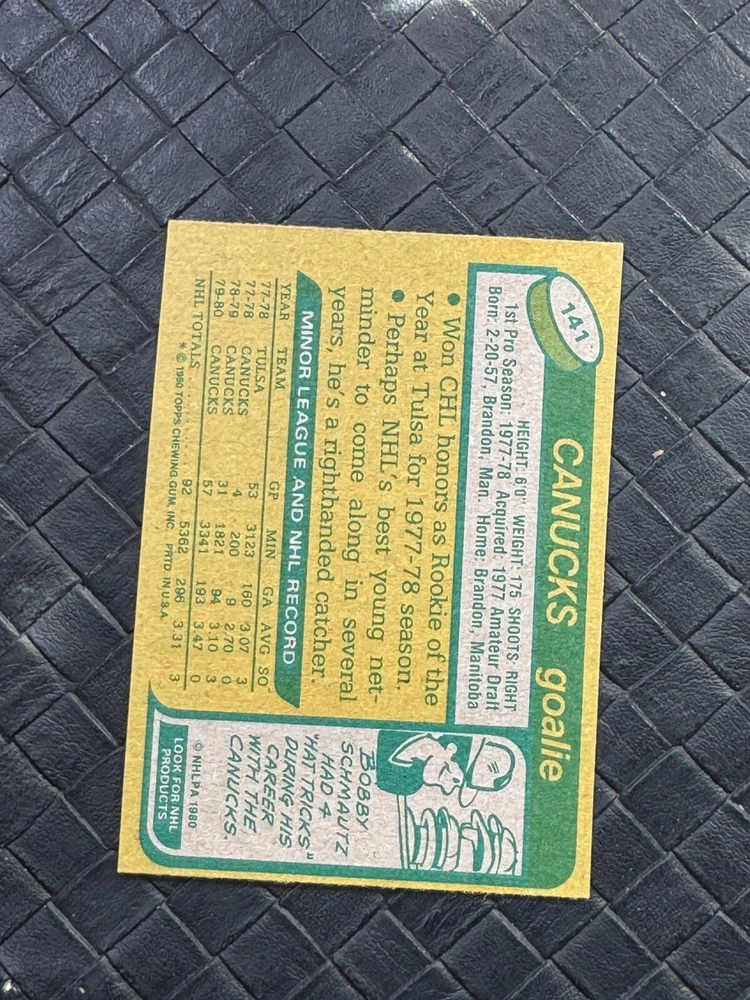 141
CANUCKS goalie
HEIGHT: 6'0" WEIGHT: 175 SHOOTS: RIGHT
1st Pro Season: 1977-78 Acquired: 1977 Amateur Draft
Born: 2-20-57, Brandon, Man. Home: Brandon, Manitoba
• Won CHL honors as Rookie of the
Year at Tulsa for 1977-78 season.
• Perhaps NHL's best young net-
minder to come along in several
years, he's a righthanded catcher.
MINOR LEAGUE AND NHL RECORD
YEAR TEAM GP MIN GA AVG SO
77-78 TULSA 53 3123 160 3.07 3
77-78 CANUCKS 4 200 9 2.70 0
78-79 CANUCKS 31 1821 94 3.10 3
79-80 CANUCKS 57 3341 193 3.47 0
NHL TOTALS 92 5362 296 3.31 3
* © 1980 TOPPS CHEWING GUM, INC. PRTD. IN U.S.A.
BOBBY
SCHMAUTZ
HAD 4
"HAT TRICKS"
DURING HIS
CAREER
WITH THE
CANUCKS.
© NHLPA 1980
LOOK FOR NHL
PRODUCTS